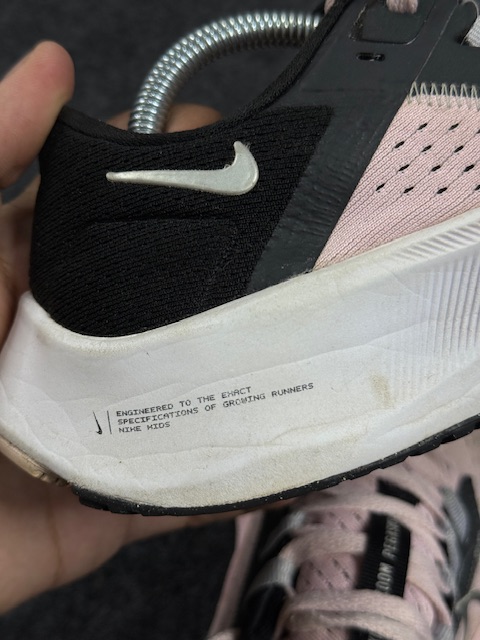 ENGINEERED TO THE EXACT
SPECIFICATIONS OF GROWING RUNNERS
NIKE KIDS